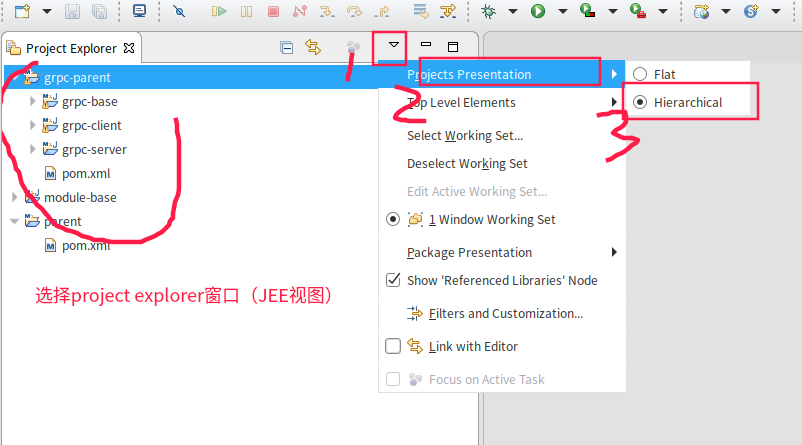 Project Explorer
grpc-parent
grpc-base
grpc-client
grpc-server
pom.xml
module-base
parent
pom.xml
选择project explorer窗口（JEE视图）
1
2
3
Projects Presentation
Top Level Elements
Select Working Set...
Deselect Working Set
Edit Active Working Set...
1 Window Working Set
Package Presentation
Show 'Referenced Libraries' Node
Filters and Customization...
Link with Editor
Focus on Active Task
Flat
Hierarchical